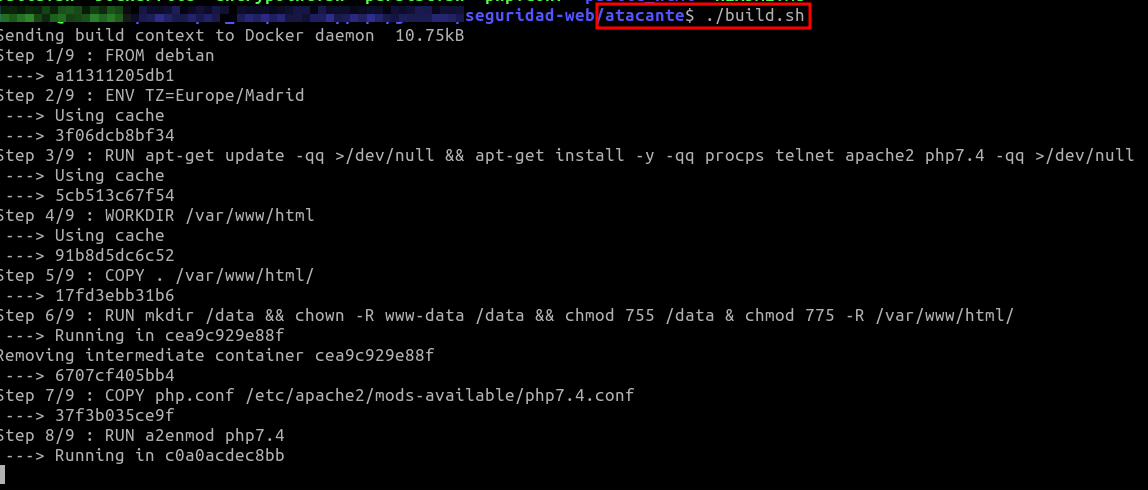 seguridad-web/atacante$ ./build.sh
Sending build context to Docker daemon  10.75kB
Step 1/9 : FROM debian
 ---> a11311205db1
Step 2/9 : ENV TZ=Europe/Madrid
 ---> Using cache
 ---> 3f06dcb8bf34
Step 3/9 : RUN apt-get update -qq >/dev/null && apt-get install -y -qq procps telnet apache2 php7.4 -qq >/dev/null
 ---> Using cache
 ---> 5cb513c67f54
Step 4/9 : WORKDIR /var/www/html
 ---> Using cache
 ---> 91b8d5dc6c52
Step 5/9 : COPY . /var/www/html/
 ---> 17fd3ebb31b6
Step 6/9 : RUN mkdir /data && chown -R www-data /data && chmod 755 /data & chmod 775 -R /var/www/html/
 ---> Running in cea9c929e88f
Removing intermediate container cea9c929e88f
 ---> 6707cf405bb4
Step 7/9 : COPY php.conf /etc/apache2/mods-available/php7.4.conf
 ---> 37f3b035ce9f
Step 8/9 : RUN a2enmod php7.4
 ---> Running in c0a0acdec8bb